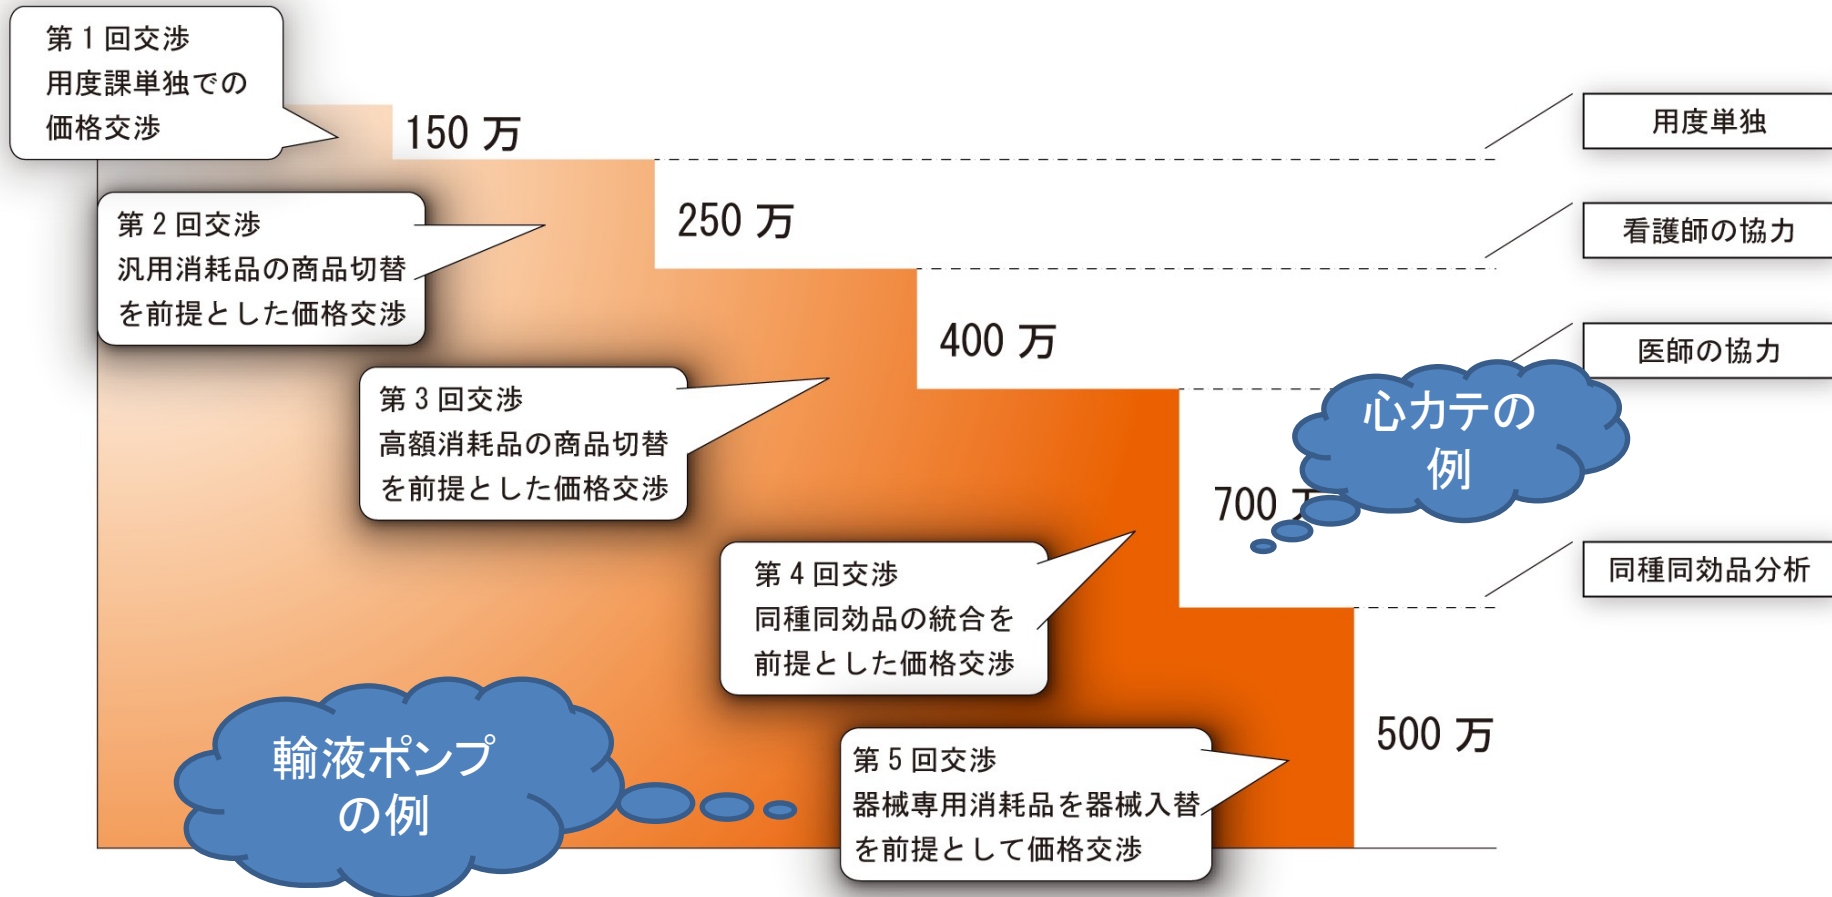 第1回交渉
用度課単独での
価格交渉
150 万
用度単独
第2回交渉
汎用消耗品の商品切替
を前提とした価格交渉
250 万
看護師の協力
第3回交渉
高額消耗品の商品切替
を前提とした価格交渉
400 万
医師の協力
心カテの
例
700 万
第4回交渉
同種同効品の統合を
前提とした価格交渉
同種同効品分析
輸液ポンプ
の例
第5回交渉
器械専用消耗品を器械入替
を前提として価格交渉
500 万